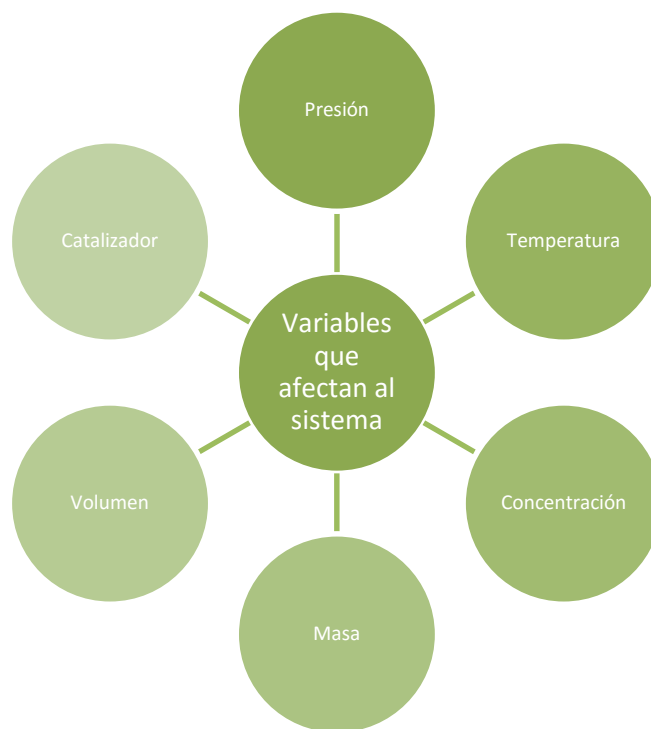 Presión
Catalizador
Temperatura
Variables
que
afectan al
sistema
Volumen
Concentración
Masa